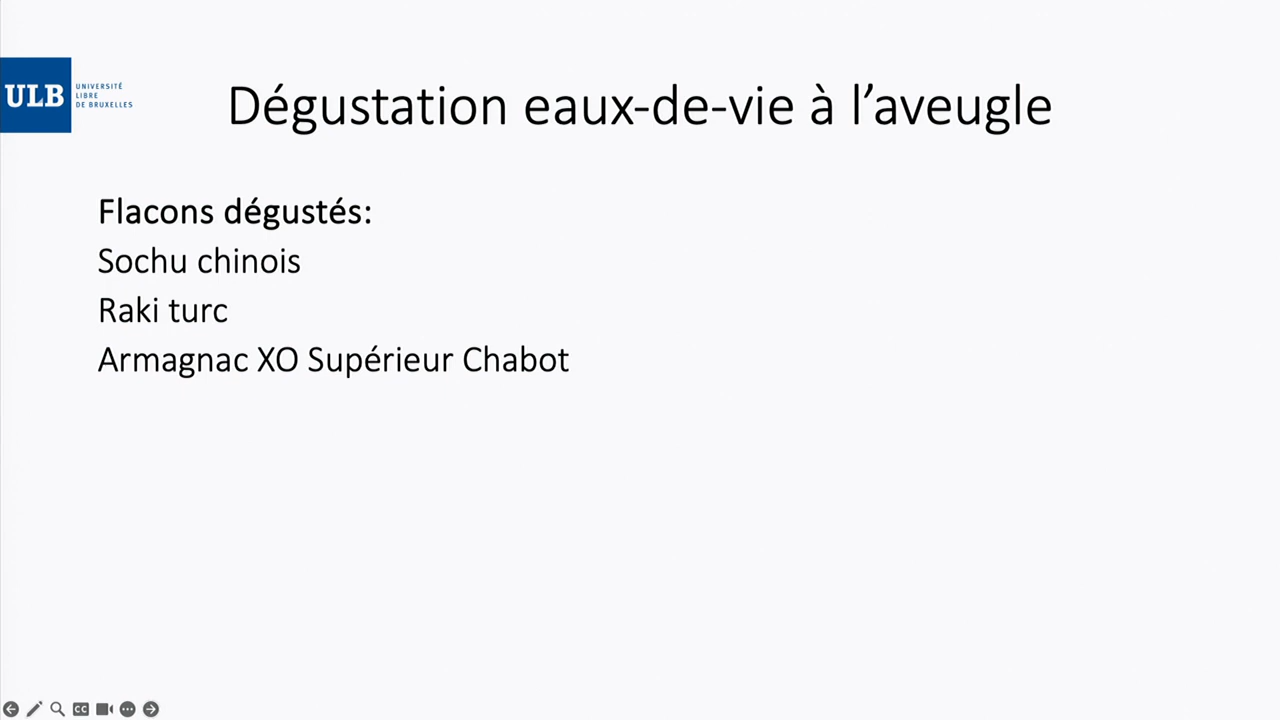 ULB
UNIVERSITÉ
LIBRE
DE BRUXELLES
Dégustation eaux-de-vie à l’aveugle
Flacons dégustés:
Sochu chinois
Raki turc
Armagnac XO Supérieur Chabot
CC